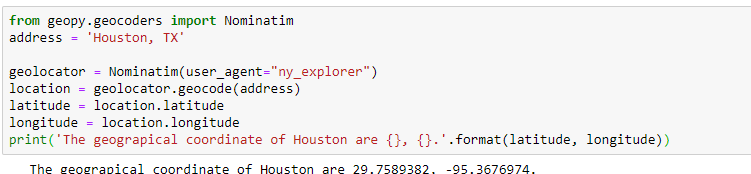 from geopy.geocoders import Nominatim
address = 'Houston, TX'
geolocator = Nominatim(user_agent="ny_explorer")
location = geolocator.geocode(address)
latitude = location.latitude
longitude = location.longitude
print('The geograpical coordinate of Houston are {}, {}.'.format(latitude, longitude))
The geograpical coordinate of Houston are 29.7589382, -95.3676974.